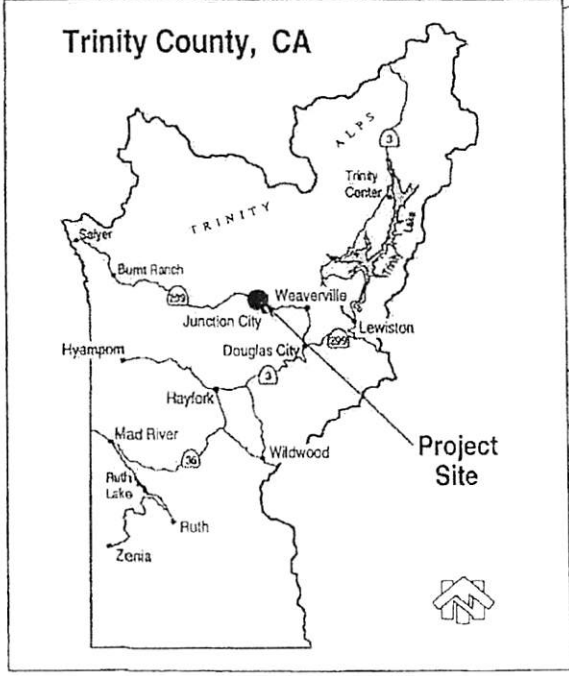 Trinity County, CA
ALPS
3
Trinity
Center
TRINITY
Trinity
Lake
Salyer
Burnt Ranch
299
Weaverville
Junction City
Lewiston
Hyampom
Douglas City
299
3
Hayfork
Mad River
Project
Site
Wildwood
36
Ruth
Lake
Ruth
Zenia
N